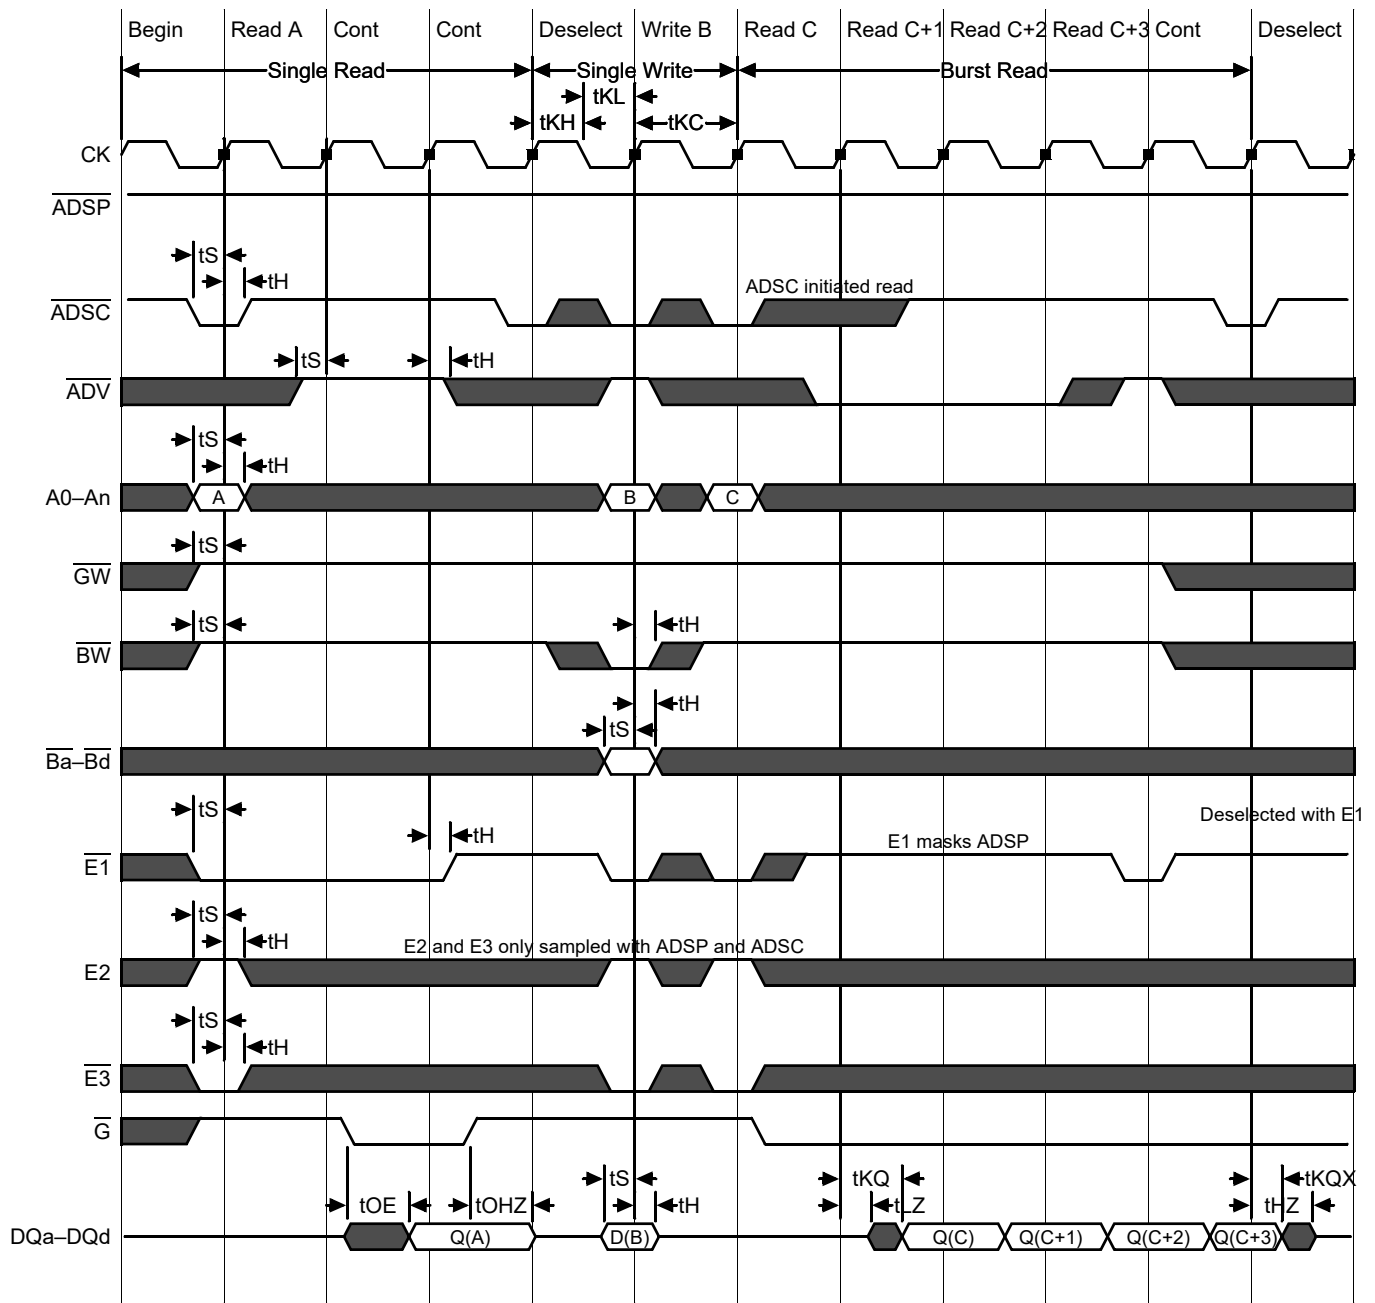 Begin Read A Cont Cont Deselect Write B Read C Read C+1 Read C+2 Read C+3 Cont Deselect
Single Read Single Write Burst Read
tKL
tKH tKC
CK
ADSP
tS
tH
ADSC initiated read
ADSC
tS tH
ADV
tS
tH
A0–An A B C
tS
GW
tS tH
BW
tH
tS
Ba–Bd
tS Deselected with E1
tH E1 masks ADSP
E1
tS
tH E2 and E3 only sampled with ADSP and ADSC
E2
tS
tH
E3
G
tS tKQ tKQX
tOE tOHZ tH tLZ tHZ
DQa–DQd Q(A) D(B) Q(C) Q(C+1) Q(C+2) Q(C+3)